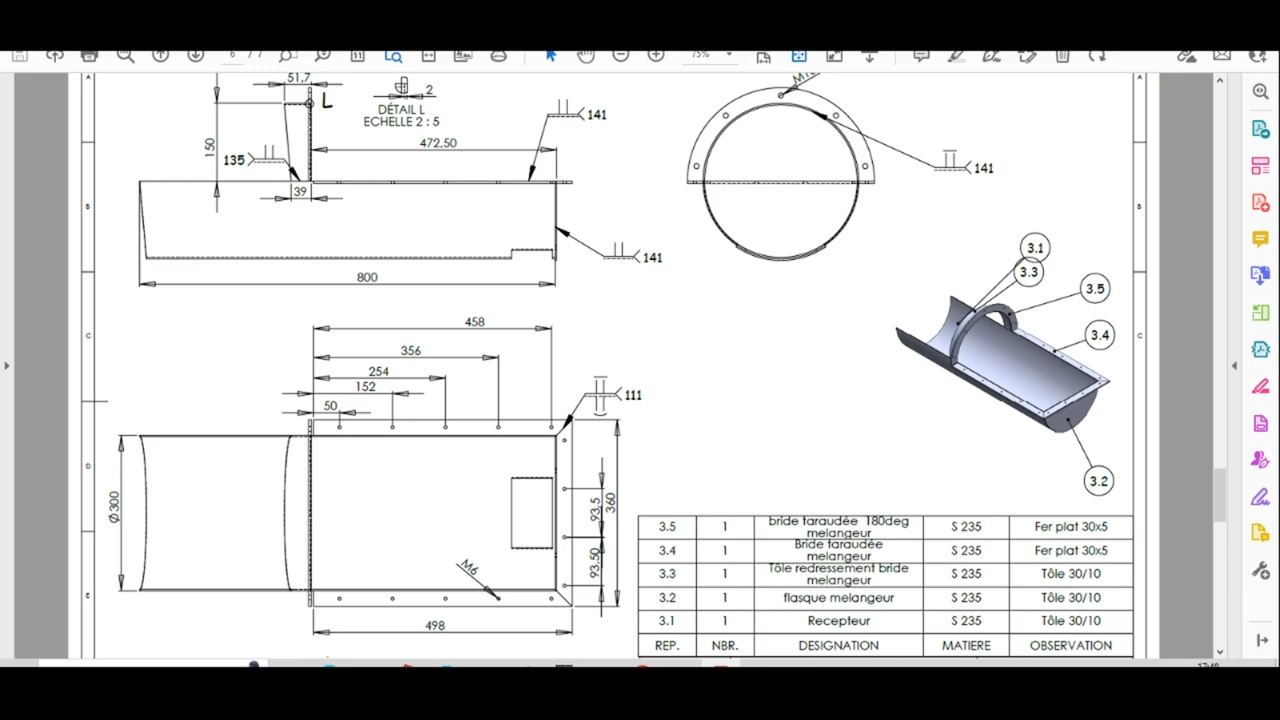 6 / 7
75%
A
51,7
L
2
DÉTAIL L
ECHELLE 2 : 5
141
A
150
472,50
135
141
39
B
B
141
800
3.1
3.3
3.5
3.4
C
C
458
356
254
152
50
111
D
D
Ø300
93,5
360
93,50
M6
3.2
E
E
498
3.5 1 bride taraudée 180deg melangeur S 235 Fer plat 30x5
3.4 1 Bride taraudée melangeur S 235 Fer plat 30x5
3.3 1 Tôle redressement bride melangeur S 235 Tôle 30/10
3.2 1 flasque melangeur S 235 Tôle 30/10
3.1 1 Recepteur S 235 Tôle 30/10
REP. NBR. DESIGNATION MATIERE OBSERVATION